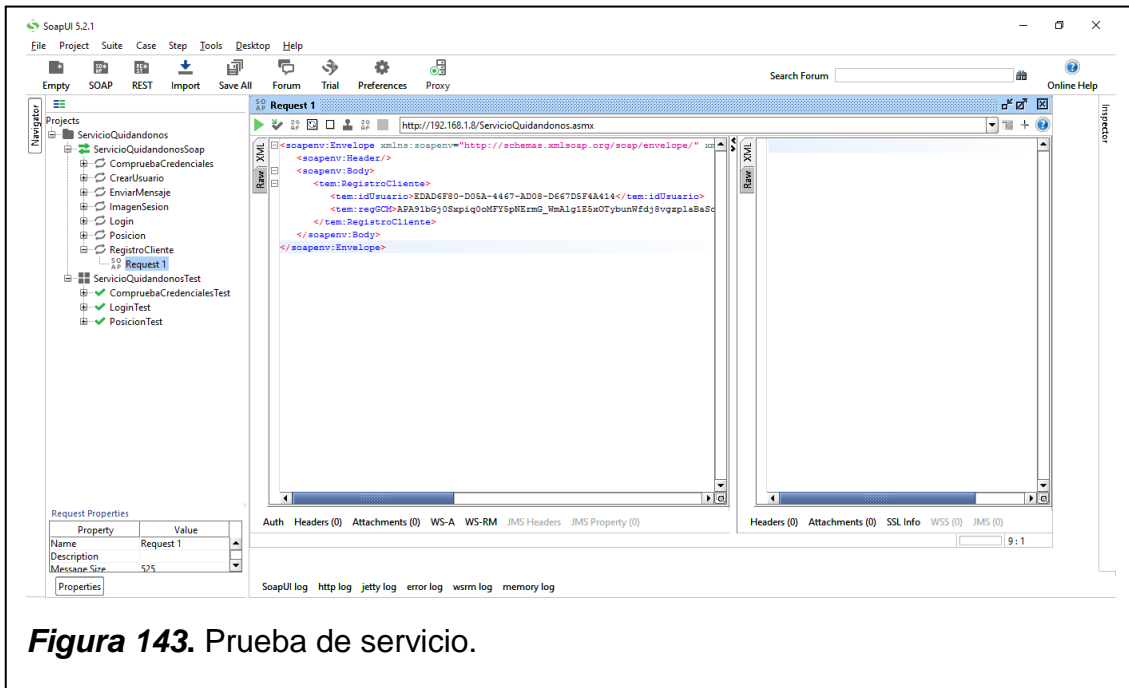 SoapUI 5.2.1
File Project Suite Case Step Tools Desktop Help
Empty SOAP REST Import Save All Forum Trial Preferences Proxy
Search Forum
Online Help
Navigator
Projects
ServicioQuidandonos
ServicioQuidandonosSoap
CompruebaCredenciales
CrearUsuario
EnviarMensaje
ImagenSesion
Login
Posicion
RegistroCliente
SOAP Request 1
ServicioQuidandonosTest
CompruebaCredencialesTest
LoginTest
PosicionTest
Request Properties
Property Value
Name Request 1
Description
Message Size 525
Properties
SOAP Request 1
http://192.168.1.8/ServicioQuidandonos.asmx
XML
Raw
<soapenv:Envelope xmlns:soapenv="http://schemas.xmlsoap.org/soap/envelope/" xm
<soapenv:Header/>
<soapenv:Body>
<tem:RegistroCliente>
<tem:idUsuario>EDAD6F80-D05A-4467-AD08-D667D5F4A414</tem:idUsuario>
<tem:regGCM>APA91bGj0Sxpiq0oMFY5pNErmG_WmAlg1E5xOTybunWfdj8vgzplaBaSc
</tem:RegistroCliente>
</soapenv:Body>
</soapenv:Envelope>
Auth Headers (0) Attachments (0) WS-A WS-RM JMS Headers JMS Property (0)
XML
Raw
Headers (0) Attachments (0) SSL Info WSS (0) JMS (0)
9 : 1
Inspector
SoapUI log http log jetty log error log wsrm log memory log
Figura 143. Prueba de servicio.